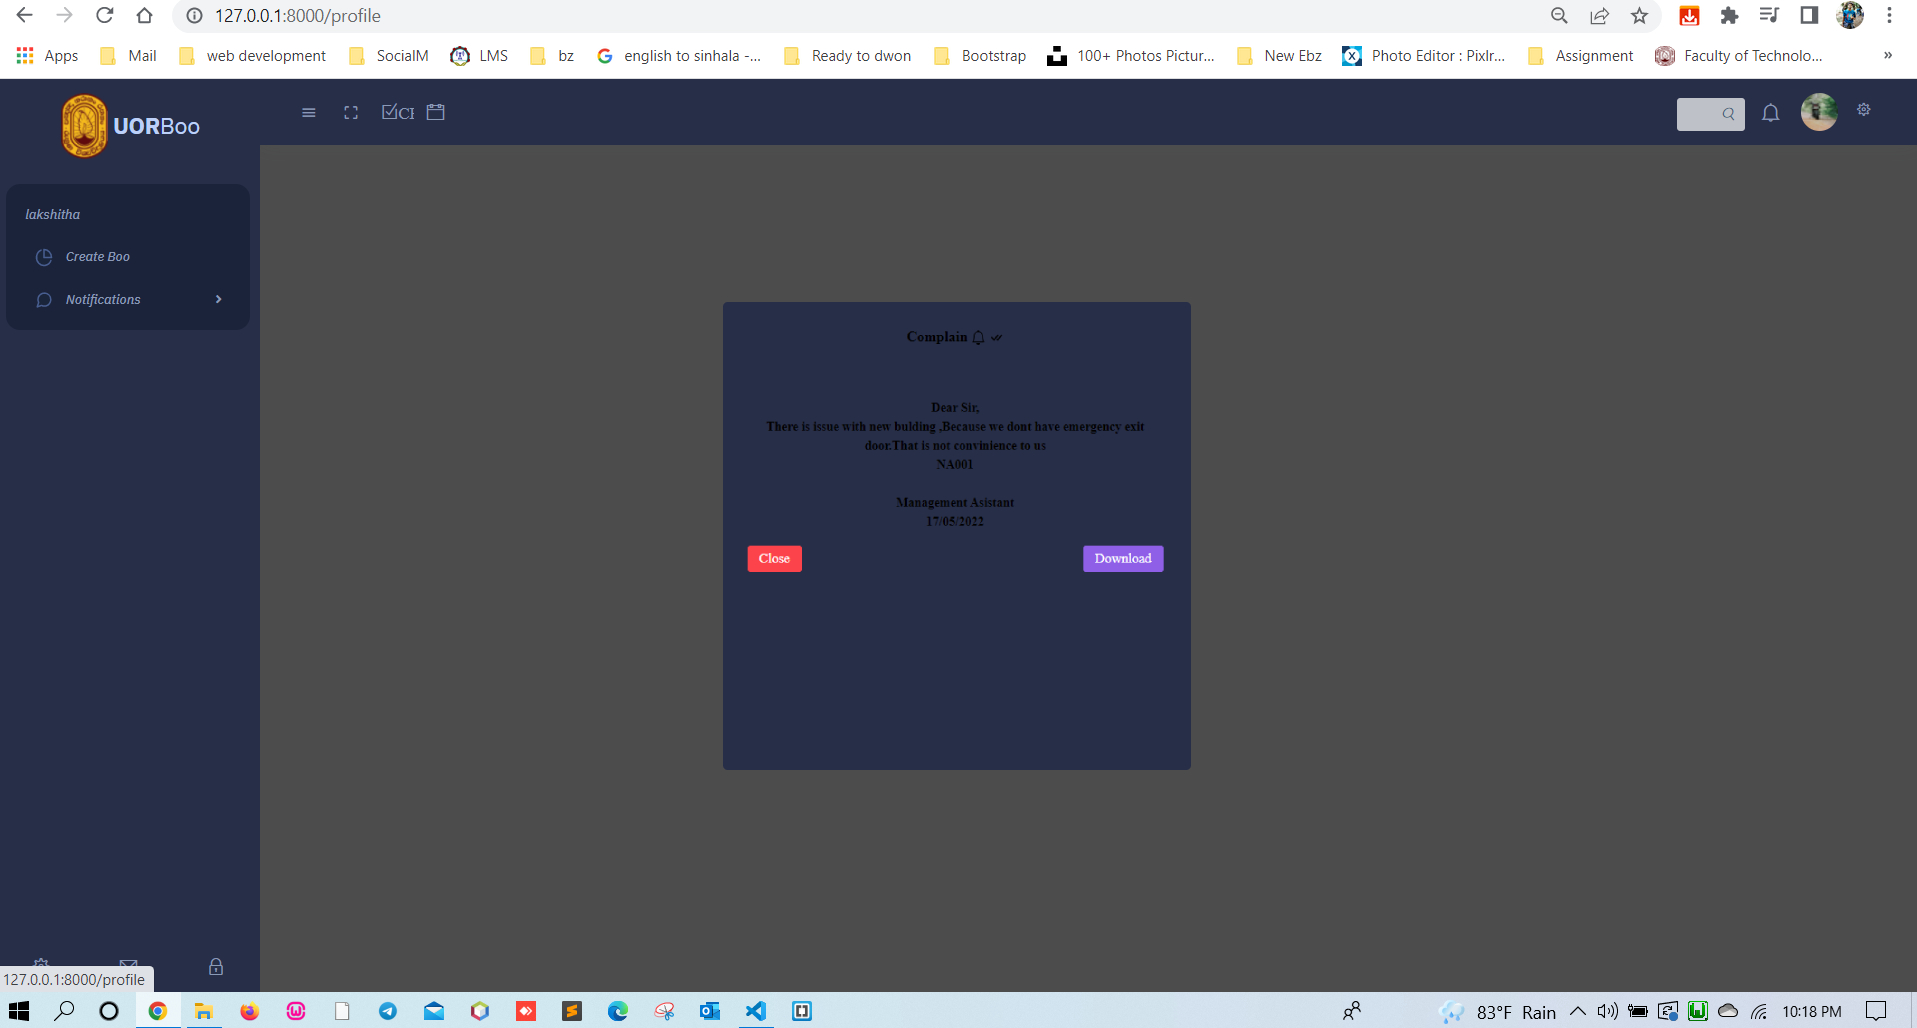 127.0.0.1:8000/profile
Apps Mail web development SocialM LMS bz english to sinhala -... Ready to dwon Bootstrap 100+ Photos Pictur... New Ebz Photo Editor : Pixlr... Assignment Faculty of Technolo... »
UORBoo
lakshitha
Create Boo
Notifications
Complain
Dear Sir,
There is issue with new bulding ,Because we dont have emergency exit
door.That is not convinience to us
NA001
Management Asistant
17/05/2022
Close Download
127.0.0.1:8000/profile
83°F Rain 10:18 PM